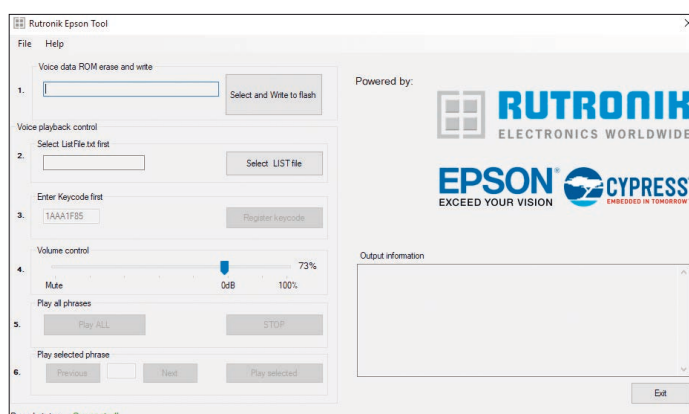 Rutronik Epson Tool
File Help
Voice data ROM erase and write
1.
Select and Write to flash
Voice playback control
Select ListFile.txt first
2.
Select LIST file
Enter Keycode first
3.
1AAA1F85
Register keycode
Volume control
4.
73%
Mute 0dB 100%
Play all phrases
5.
Play ALL
STOP
Play selected phrase
6.
Previous
Next
Play selected
Powered by:
RUTRONIK
ELECTRONICS WORLDWIDE
EPSON
EXCEED YOUR VISION
CYPRESS
EMBEDDED IN TOMORROW
Output information
Exit